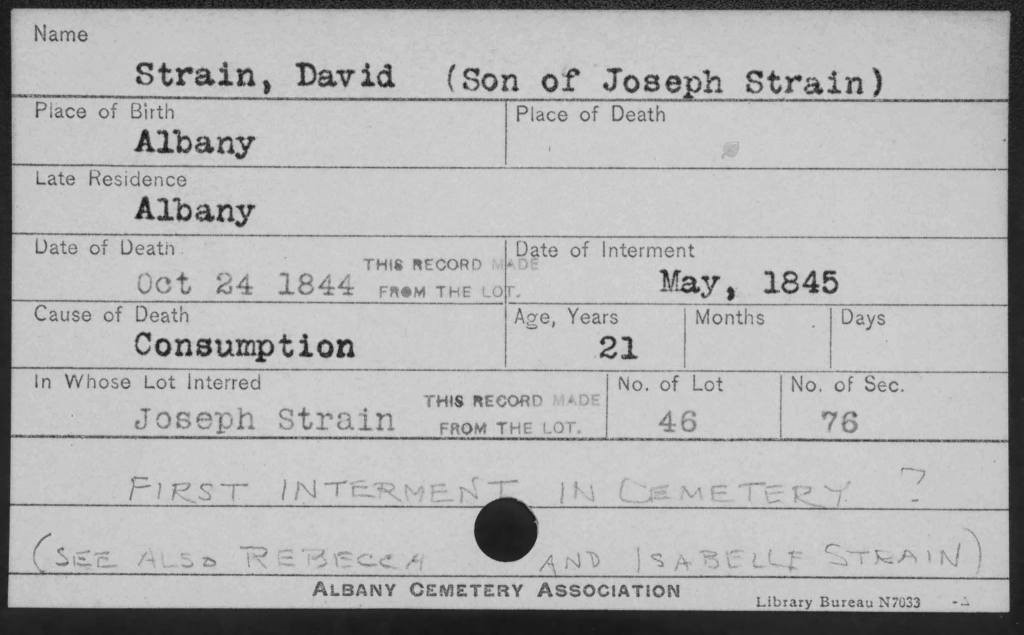 Name
Strain, David (Son of Joseph Strain)
Place of Birth Place of Death
Albany
Late Residence
Albany
Date of Death Date of Interment
Oct 24 1844 THIS RECORD MADE FROM THE LOT. May, 1845
Cause of Death Age, Years Months Days
Consumption 21
In Whose Lot Interred No. of Lot No. of Sec.
Joseph Strain THIS RECORD MADE FROM THE LOT. 46 76
FIRST INTERMENT IN CEMETERY ?
(SEE ALSO REBECCA AND ISABELLE STRAIN)
ALBANY CEMETERY ASSOCIATION
Library Bureau N7033